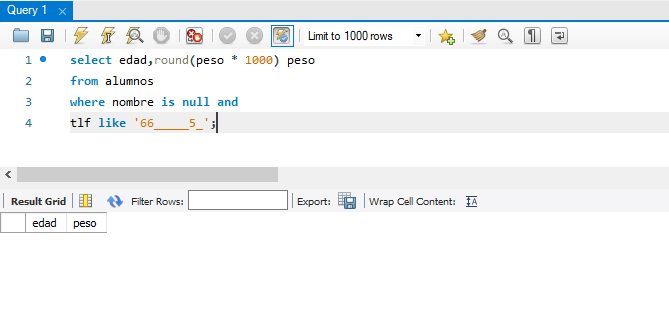 Query 1
Limit to 1000 rows
1 select edad,round(peso * 1000) peso
2 from alumnos
3 where nombre is null and
4 tlf like '66_____5_';
Result Grid Filter Rows: Export: Wrap Cell Content:
edad peso